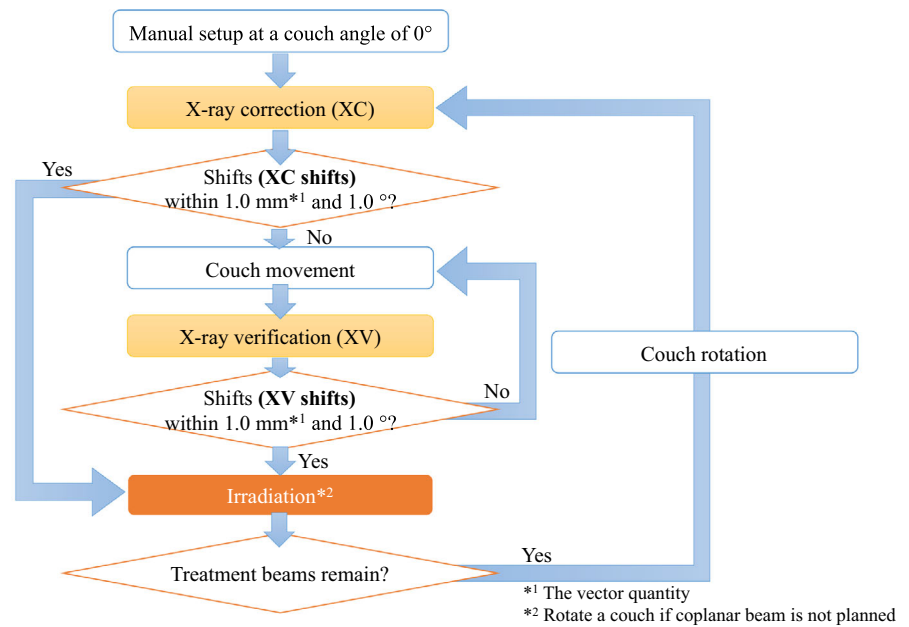 Manual setup at a couch angle of 0°
X-ray correction (XC)
Yes
Shifts (XC shifts)
within 1.0 mm*1 and 1.0 °?
No
Couch movement
X-ray verification (XV)
Couch rotation
Shifts (XV shifts)
within 1.0 mm*1 and 1.0 °?
No
Yes
Irradiation*2
Treatment beams remain?
Yes
*1 The vector quantity
*2 Rotate a couch if coplanar beam is not planned